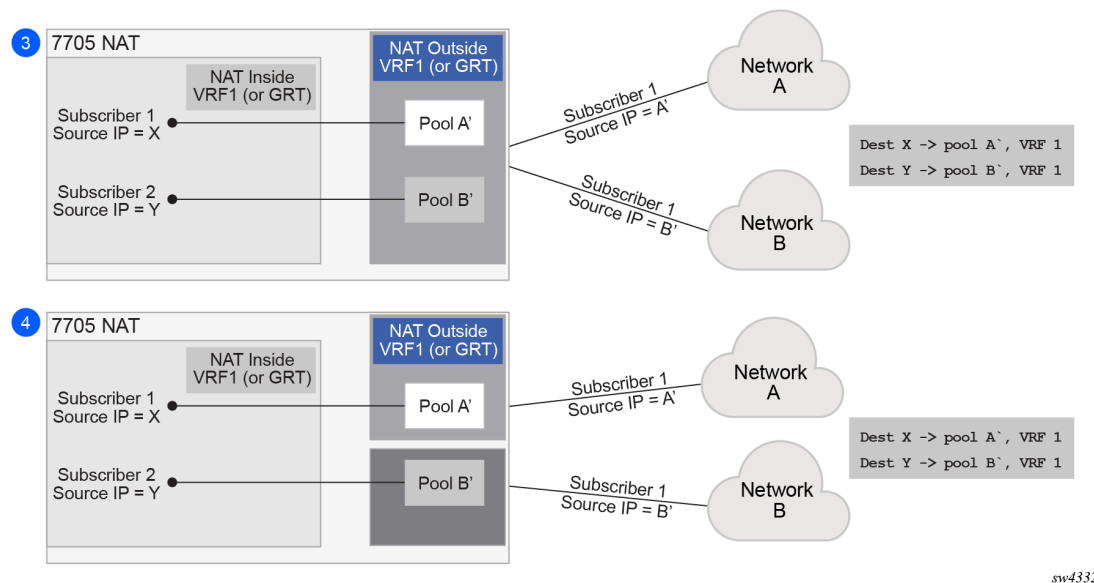 3
7705 NAT
NAT Inside
VRF1 (or GRT)
NAT Outside
VRF1 (or GRT)
Subscriber 1
Source IP = X
Pool A’
Subscriber 2
Source IP = Y
Pool B’
Subscriber 1
Source IP = A’
Subscriber 1
Source IP = B’
Network
A
Network
B
Dest X -> pool A`, VRF 1
Dest Y -> pool B`, VRF 1
4
7705 NAT
NAT Inside
VRF1 (or GRT)
NAT Outside
VRF1 (or GRT)
Subscriber 1
Source IP = X
Pool A’
Subscriber 2
Source IP = Y
Pool B’
Subscriber 1
Source IP = A’
Subscriber 1
Source IP = B’
Network
A
Network
B
Dest X -> pool A`, VRF 1
Dest Y -> pool B`, VRF 1
sw4332